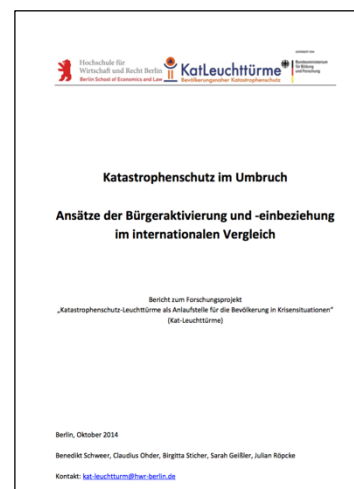 Hochschule für
Wirtschaft und Recht Berlin
Berlin School of Economics and Law
KatLeuchttürme
Bevölkerungsnaher Katastrophenschutz
GEFÖRDERT VOM
Bundesministerium
für Bildung
und Forschung
Katastrophenschutz im Umbruch
Ansätze der Bürgeraktivierung und -einbeziehung
im internationalen Vergleich
Bericht zum Forschungsprojekt
„Katastrophenschutz-Leuchttürme als Anlaufstelle für die Bevölkerung in Krisensituationen“
(Kat-Leuchttürme)
Berlin, Oktober 2014
Benedikt Schweer, Claudius Ohder, Birgitta Sticher, Sarah Geißler, Julian Röpcke
Kontakt: kat-leuchtturm@hwr-berlin.de